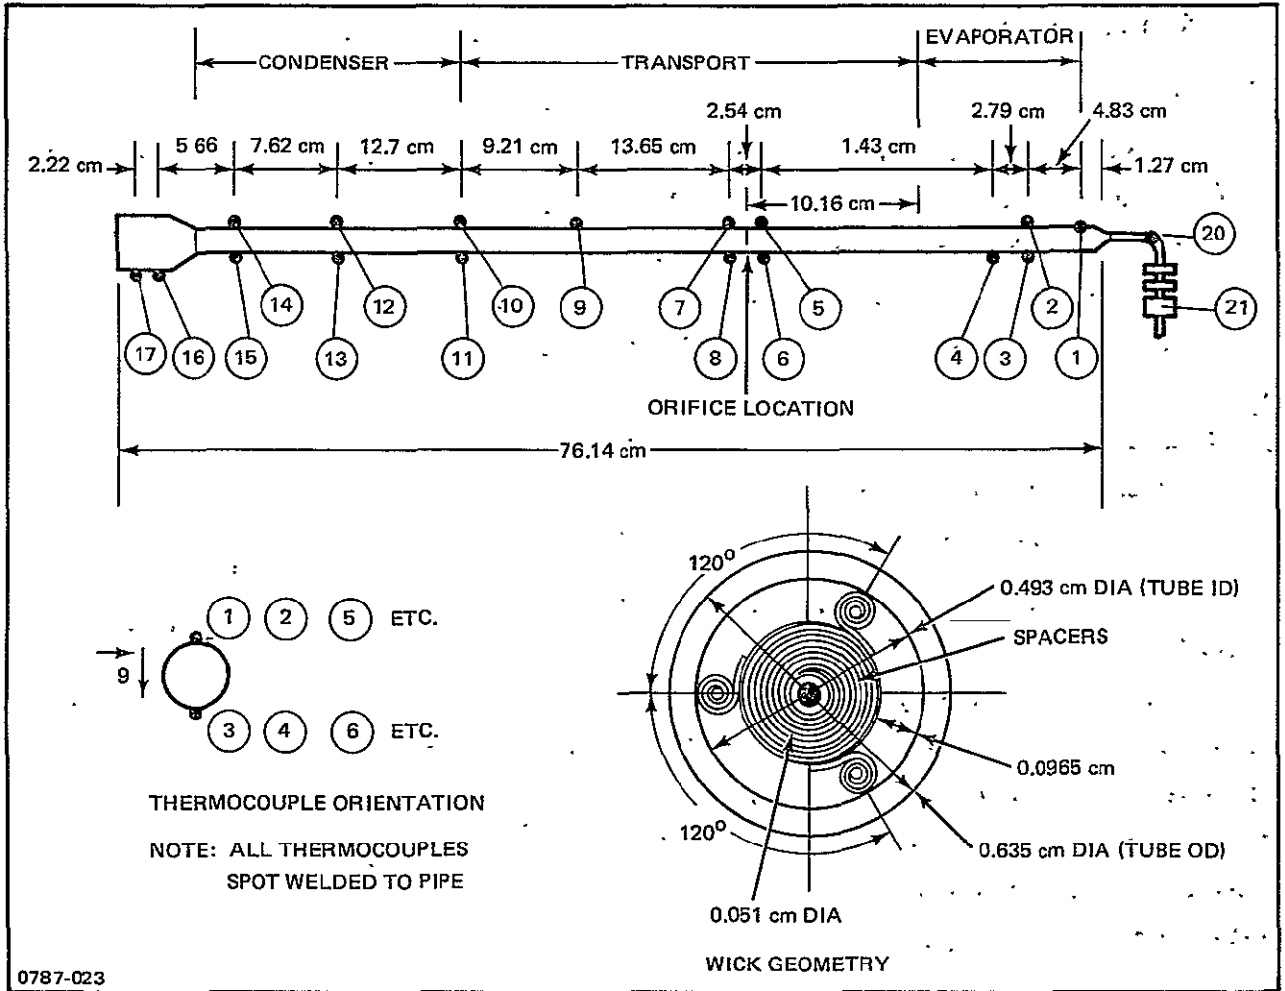 EVAPORATOR
CONDENSER
TRANSPORT
2.54 cm
2.79 cm
4.83 cm
2.22 cm
5 66
7.62 cm
12.7 cm
9.21 cm
13.65 cm
1.43 cm
1.27 cm
10.16 cm
20
14
12
10
9
7
5
2
21
17
16
15
13
11
8
6
4
3
1
ORIFICE LOCATION
76.14 cm
120°
0.493 cm DIA (TUBE ID)
SPACERS
1 2 5 ETC.
9
3 4 6 ETC.
0.0965 cm
THERMOCOUPLE ORIENTATION
120°
0.635 cm DIA (TUBE OD)
NOTE: ALL THERMOCOUPLES
SPOT WELDED TO PIPE
0.051 cm DIA
WICK GEOMETRY
0787-023